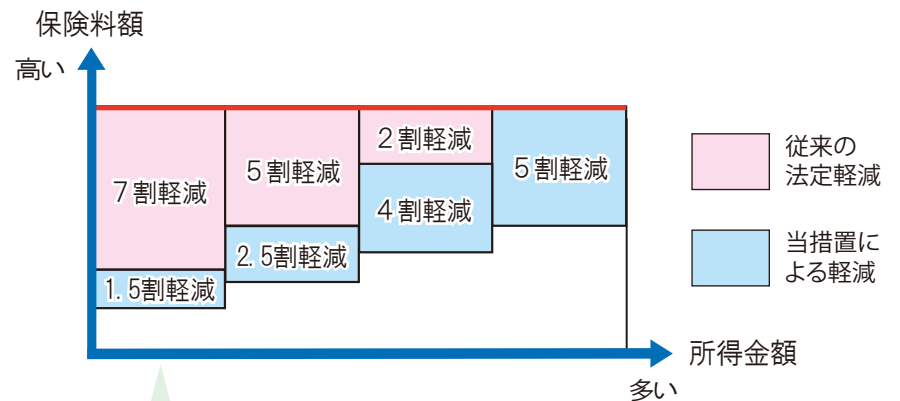 保険料額
高い
7割軽減
5割軽減
2割軽減
5割軽減
4割軽減
2.5割軽減
1.5割軽減
従来の
法定軽減
当措置に
よる軽減
所得金額
多い